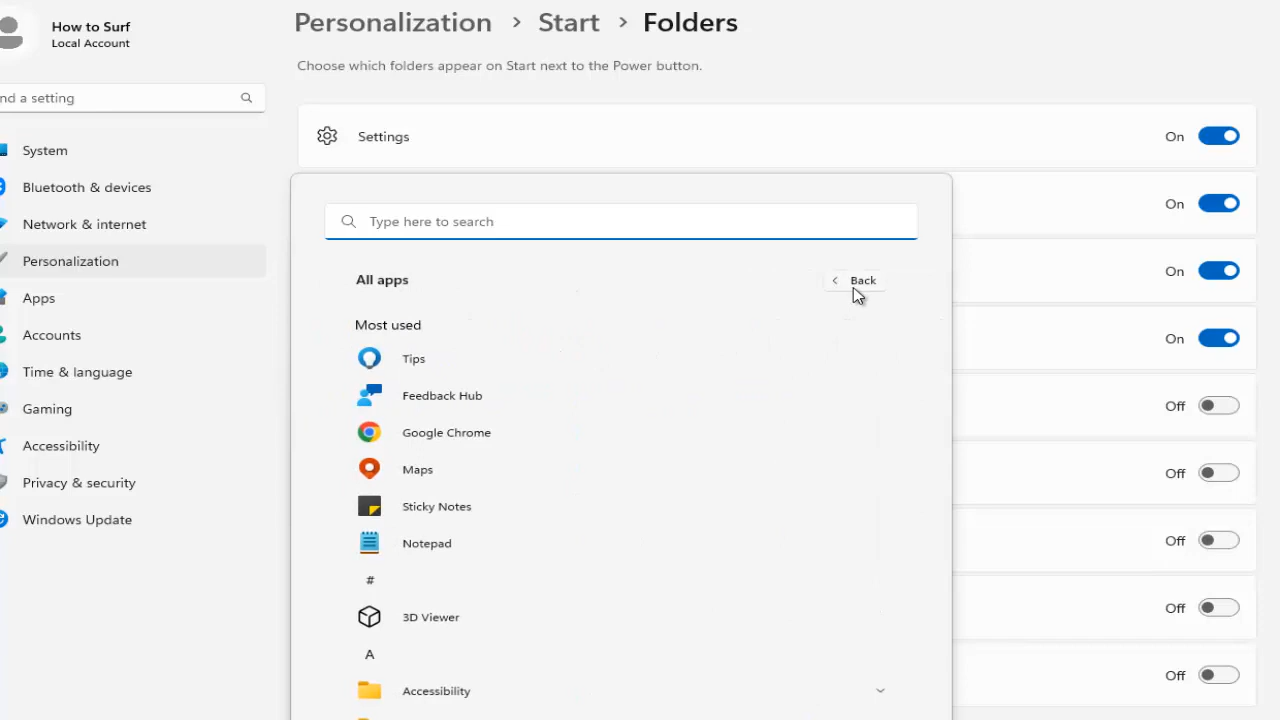 How to Surf
Local Account
nd a setting
System
Bluetooth & devices
Network & internet
Personalization
Apps
Accounts
Time & language
Gaming
Accessibility
Privacy & security
Windows Update
Personalization > Start > Folders
Choose which folders appear on Start next to the Power button.
Settings On
On
On
On
Off
Off
Off
Off
Off
Type here to search
All apps
Back
Most used
Tips
Feedback Hub
Google Chrome
Maps
Sticky Notes
Notepad
#
3D Viewer
A
Accessibility